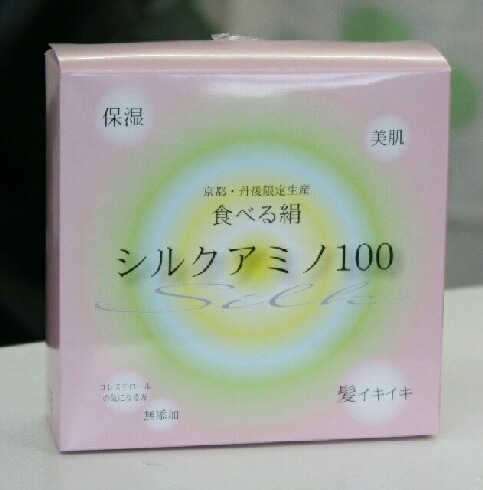 保湿
美肌
京都・丹後限定生産
食べる絹
シルクアミノ100
Silk
コレステロール
の気になる方
無添加
髪イキイキ